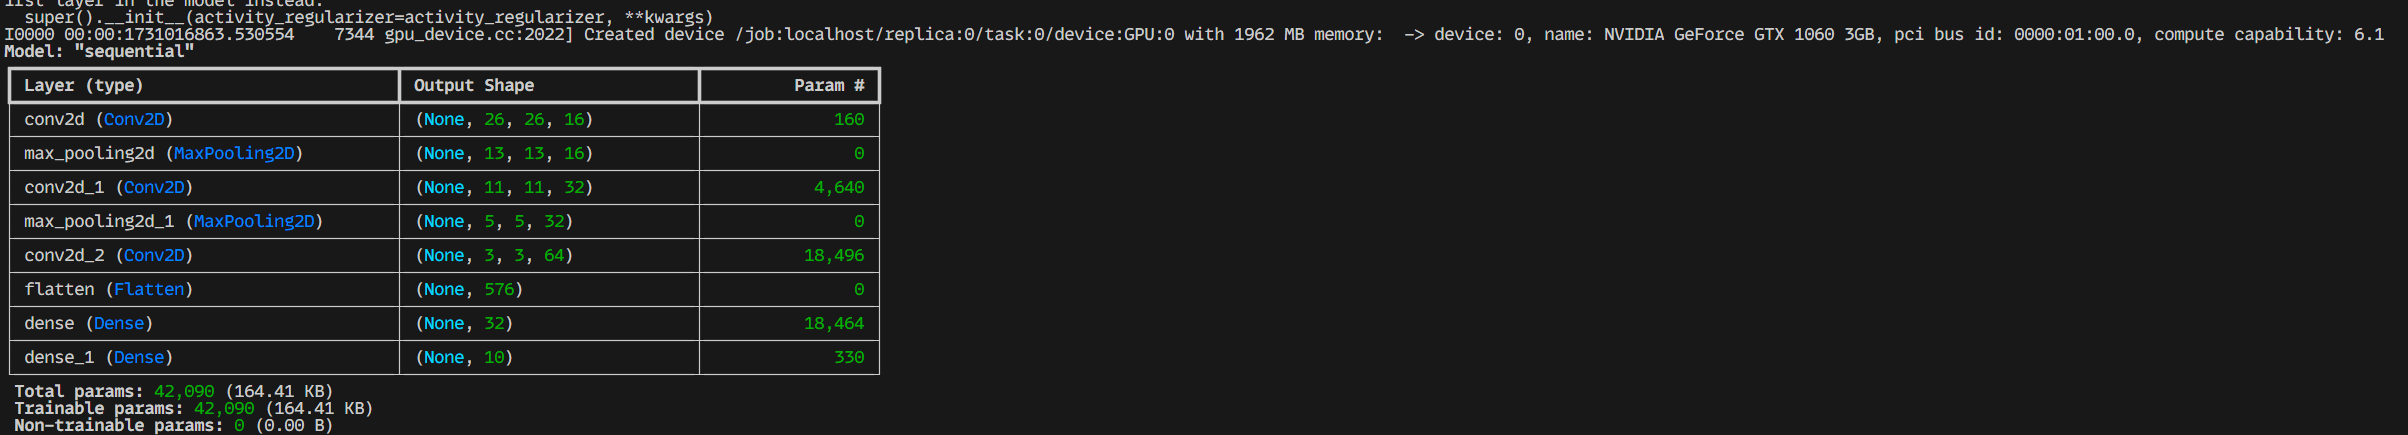 list layer in the model instead.
super().__init__(activity_regularizer=activity_regularizer, **kwargs)
I0000 00:00:1731016863.530554    7344 gpu_device.cc:2022] Created device /job:localhost/replica:0/task:0/device:GPU:0 with 1962 MB memory:  -> device: 0, name: NVIDIA GeForce GTX 1060 3GB, pci bus id: 0000:01:00.0, compute capability: 6.1
Model: "sequential"
Layer (type) Output Shape Param #
conv2d (Conv2D) (None, 26, 26, 16) 160
max_pooling2d (MaxPooling2D) (None, 13, 13, 16) 0
conv2d_1 (Conv2D) (None, 11, 11, 32) 4,640
max_pooling2d_1 (MaxPooling2D) (None, 5, 5, 32) 0
conv2d_2 (Conv2D) (None, 3, 3, 64) 18,496
flatten (Flatten) (None, 576) 0
dense (Dense) (None, 32) 18,464
dense_1 (Dense) (None, 10) 330
Total params: 42,090 (164.41 KB)
Trainable params: 42,090 (164.41 KB)
Non-trainable params: 0 (0.00 B)